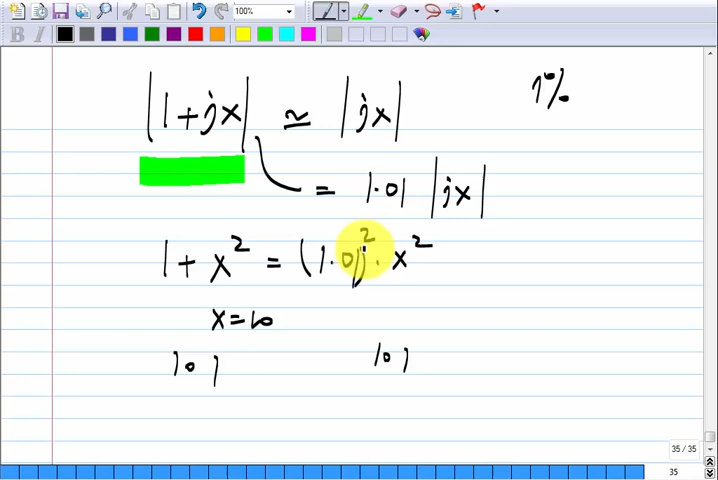 100%
B I
|1+jx| ≃ |jx| 1%
= 1.01 |jx|
1 + x² = (1.01)² · x²
x=10
101 101
35 / 35
35